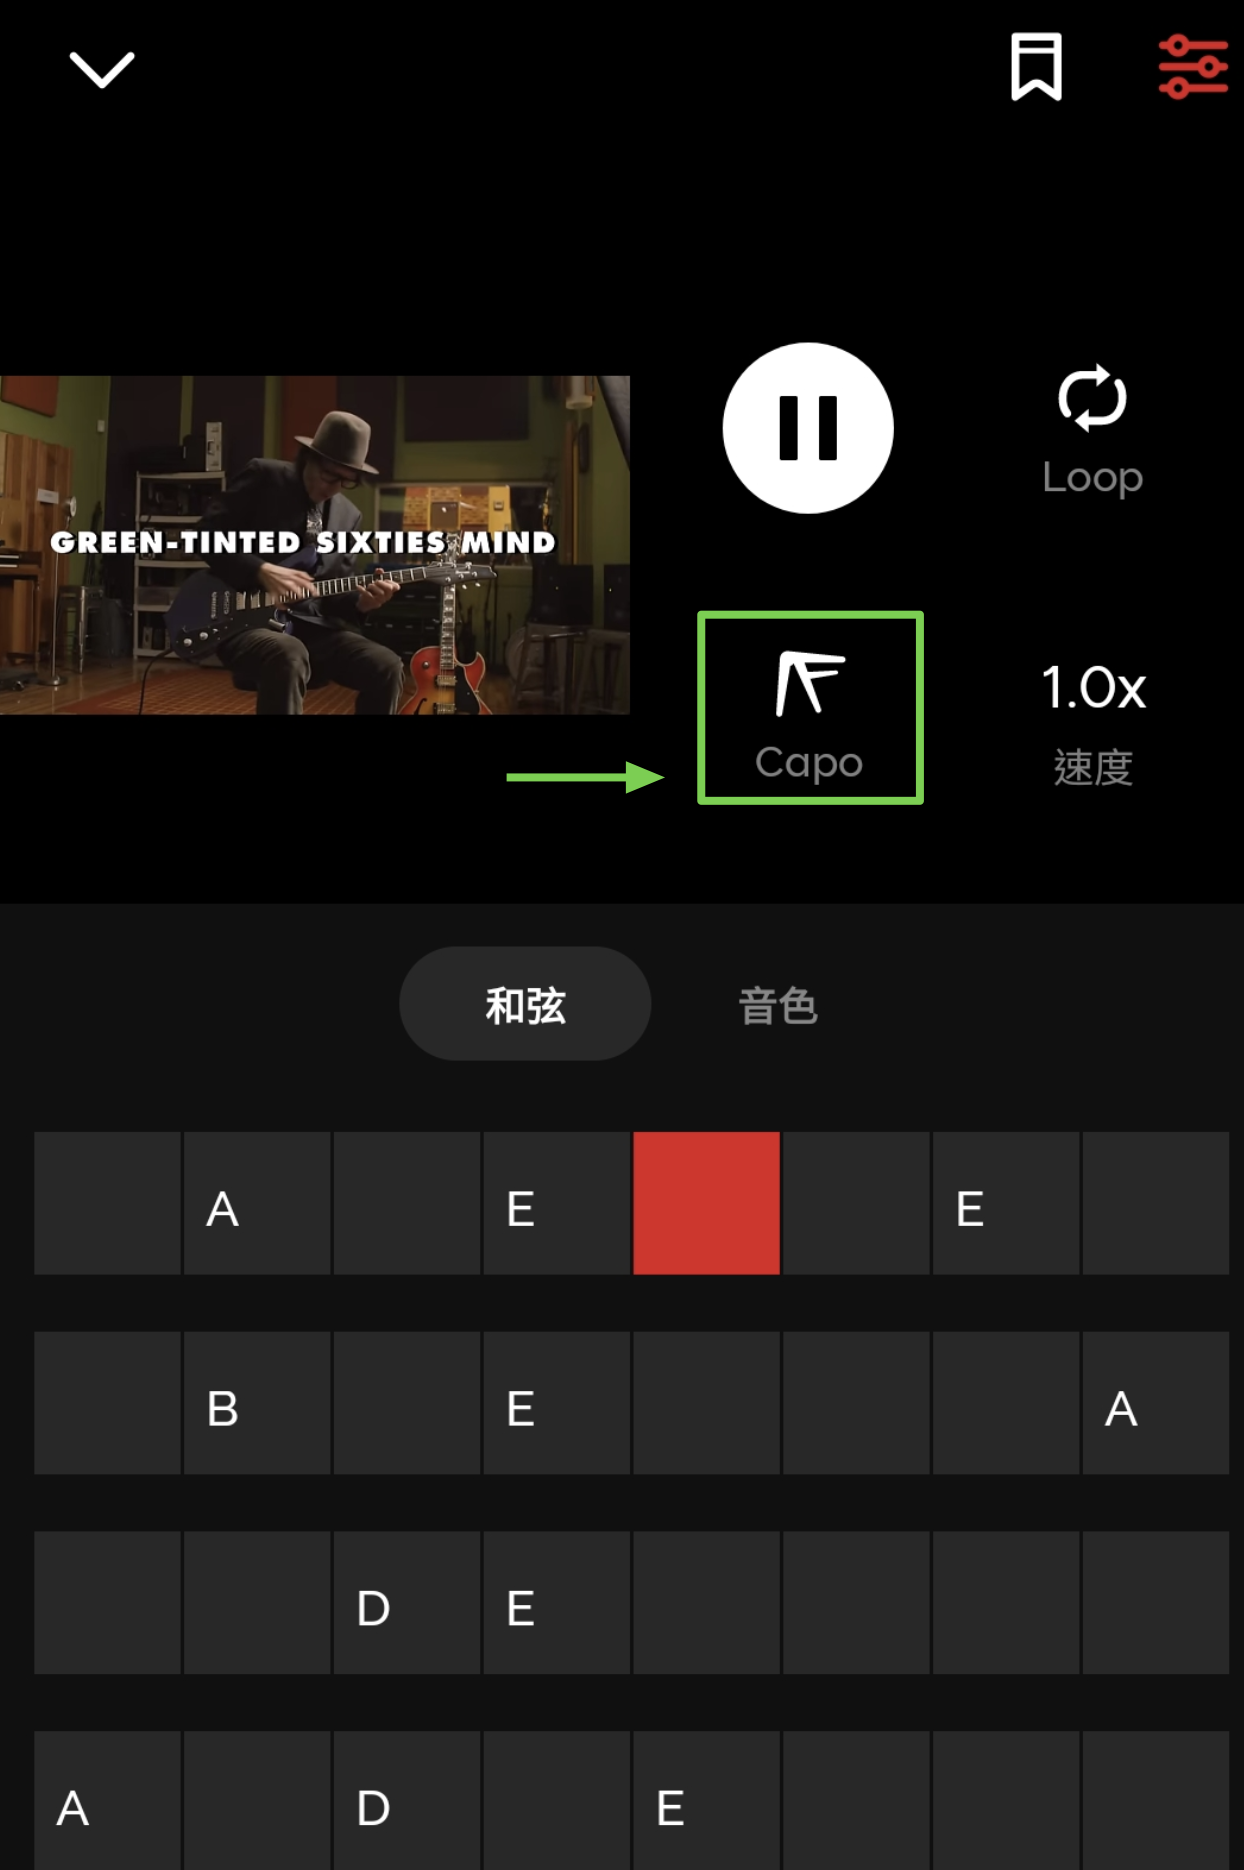 GREEN-TINTED SIXTIES MIND
Loop
Capo
1.0x
速度
和弦
音色
A E E
B E A
D E
A D E